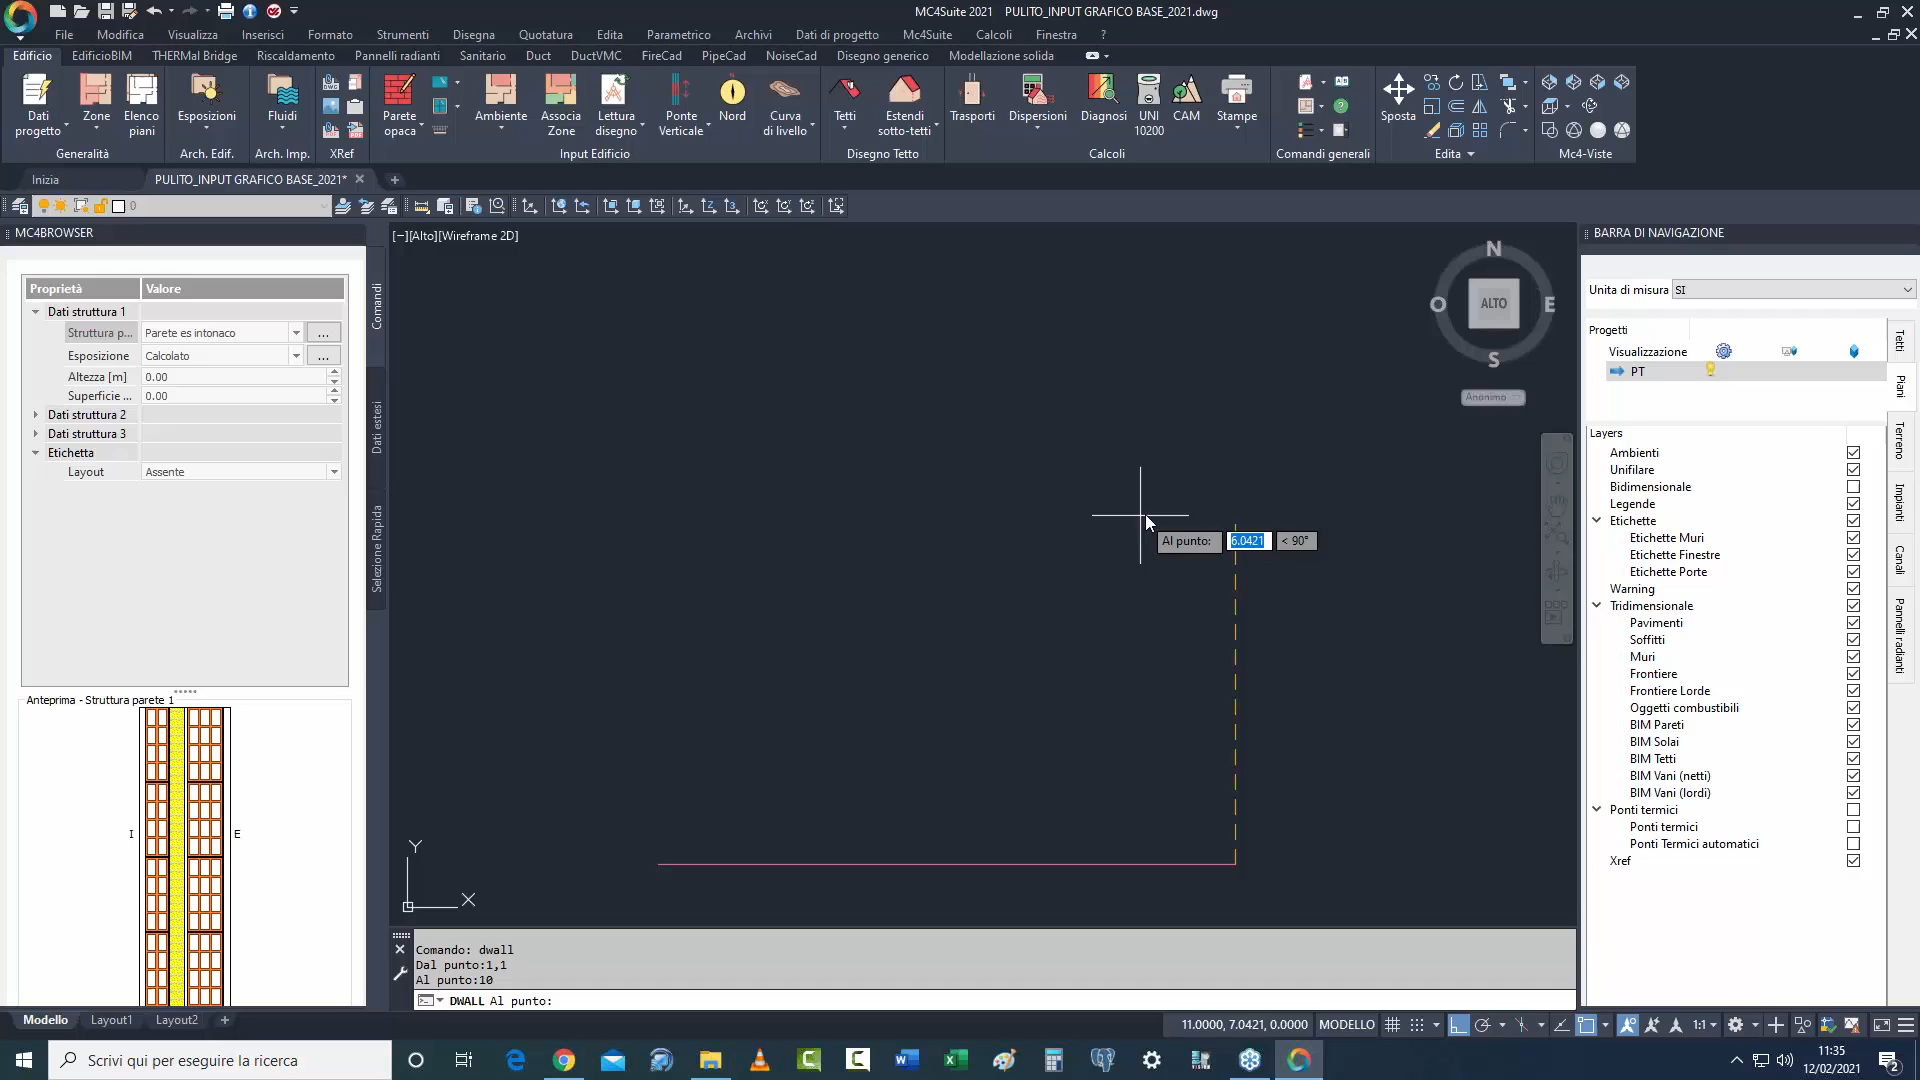 MC4Suite 2021 PULITO_INPUT GRAFICO BASE_2021.dwg
File Modifica Visualizza Inserisci Formato Strumenti Disegna Quotatura Edita Parametrico Archivi Dati di progetto Mc4Suite Calcoli Finestra ?
Edificio EdificioBIM THERMal Bridge Riscaldamento Pannelli radianti Sanitario Duct DuctVMC FireCad PipeCad NoiseCad Disegno generico Modellazione solida
Dati progetto Zone Elenco piani Esposizioni Fluidi Parete opaca Ambiente Associa Zone Lettura disegno Ponte Verticale Nord Curva di livello Tetti Estendi sotto-tetti Trasporti Dispersioni Diagnosi UNI 10200 CAM Stampe Sposta
Generalità Arch. Edif. Arch. Imp. XRef Input Edificio Disegno Tetto Calcoli Comandi generali Edita Mc4-Viste
Inizia PULITO_INPUT GRAFICO BASE_2021*
0
MC4BROWSER
[−][Alto][Wireframe 2D]
BARRA DI NAVIGAZIONE
Proprietà Valore
Dati struttura 1
Struttura p... Parete es intonaco ...
Esposizione Calcolato ...
Altezza [m] 0.00
Superficie ... 0.00
Dati struttura 2
Dati struttura 3
Etichetta
Layout Assente
Comandi
Dati estesi
Selezione Rapida
Anteprima - Struttura parete 1
I E
N
O ALTO E
S
Anonimo
Al punto: 6.0421 < 90°
Y
X
Unita di misura SI
Progetti
Visualizzazione
PT
Layers
Ambienti
Unifilare
Bidimensionale
Legende
Etichette
Etichette Muri
Etichette Finestre
Etichette Porte
Warning
Tridimensionale
Pavimenti
Soffitti
Muri
Frontiere
Frontiere Lorde
Oggetti combustibili
BIM Pareti
BIM Solai
BIM Tetti
BIM Vani (netti)
BIM Vani (lordi)
Ponti termici
Ponti termici
Ponti Termici automatici
Xref
Tetti
Piani
Terreno
Impianti
Canali
Pannelli radianti
Comando: dwall
Dal punto:1,1
Al punto:10
DWALL Al punto:
Modello Layout1 Layout2
11.0000, 7.0421, 0.0000 MODELLO 1:1
Scrivi qui per eseguire la ricerca
11:35
12/02/2021
2